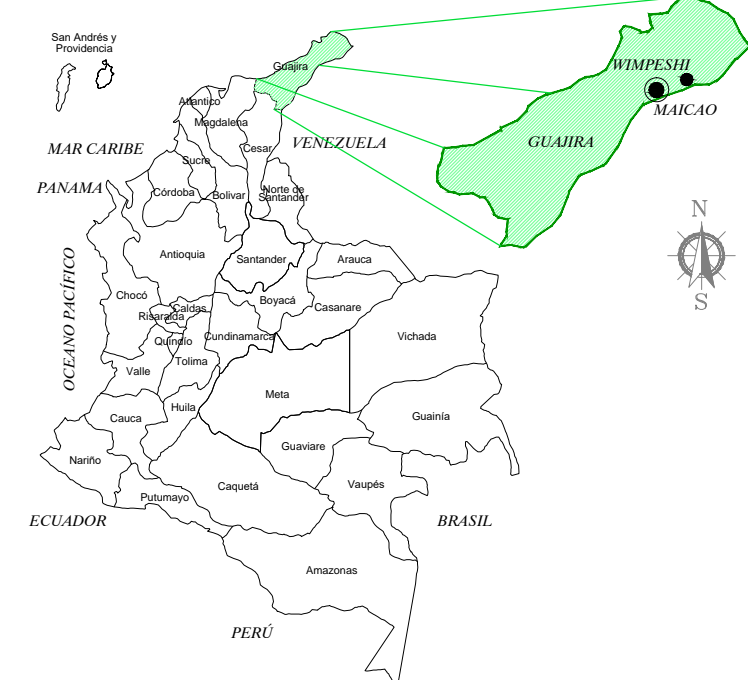 San Andrés y
Providencia
Guajira
WIMPESHI
MAICAO
GUAJIRA
Atlantico
Magdalena
MAR CARIBE
VENEZUELA
Cesar
Sucre
PANAMA
Córdoba
Bolivar
Norte de
Santander
N
S
Antioquia
Santander
Arauca
OCEANO PACÍFICO
Chocó
Boyacá
Casanare
Caldas
Risaralda
Quindío
Cundinamarca
Vichada
Tolima
Valle
Meta
Huila
Cauca
Guainía
Guaviare
Nariño
Caquetá
Vaupés
Putumayo
ECUADOR
BRASIL
Amazonas
PERÚ